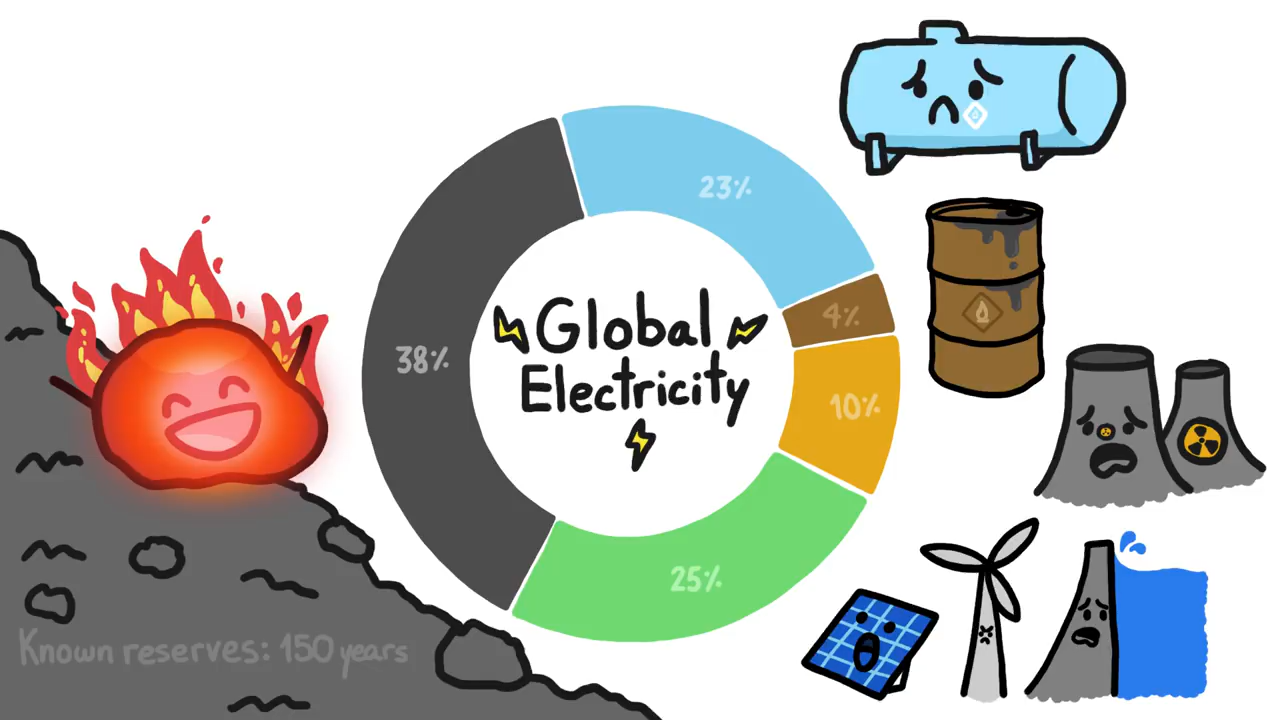 23%
4%
38%
Global
Electricity
10%
25%
Known reserves: 150 years